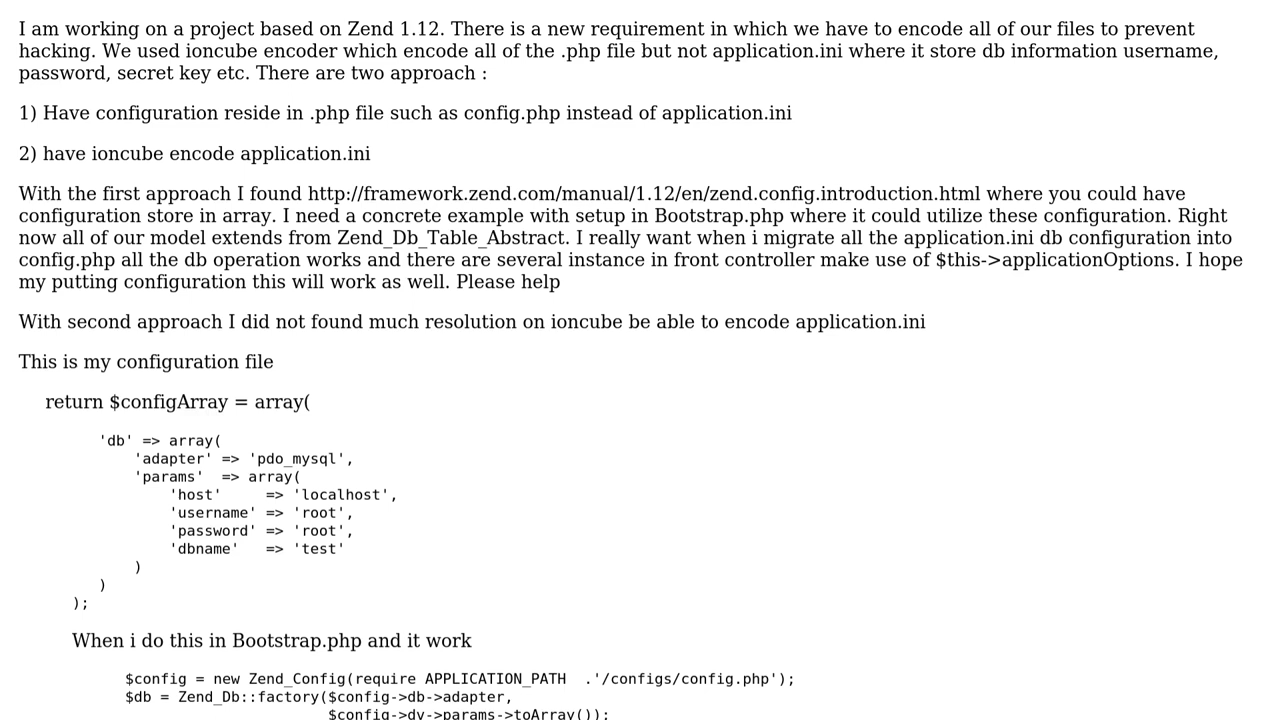 I am working on a project based on Zend 1.12. There is a new requirement in which we have to encode all of our files to prevent
hacking. We used ioncube encoder which encode all of the .php file but not application.ini where it store db information username,
password, secret key etc. There are two approach :
1) Have configuration reside in .php file such as config.php instead of application.ini
2) have ioncube encode application.ini
With the first approach I found http://framework.zend.com/manual/1.12/en/zend.config.introduction.html where you could have
configuration store in array. I need a concrete example with setup in Bootstrap.php where it could utilize these configuration. Right
now all of our model extends from Zend_Db_Table_Abstract. I really want when i migrate all the application.ini db configuration into
config.php all the db operation works and there are several instance in front controller make use of $this->applicationOptions. I hope
my putting configuration this will work as well. Please help
With second approach I did not found much resolution on ioncube be able to encode application.ini
This is my configuration file
return $configArray = array(
'db' => array(
'adapter' => 'pdo_mysql',
'params'  => array(
'host'     => 'localhost',
'username' => 'root',
'password' => 'root',
'dbname'   => 'test'
)
)
);
When i do this in Bootstrap.php and it work
$config = new Zend_Config(require APPLICATION_PATH  .'/configs/config.php');
$db = Zend_Db::factory($config->db->adapter,
$config->dv->params->toArray());